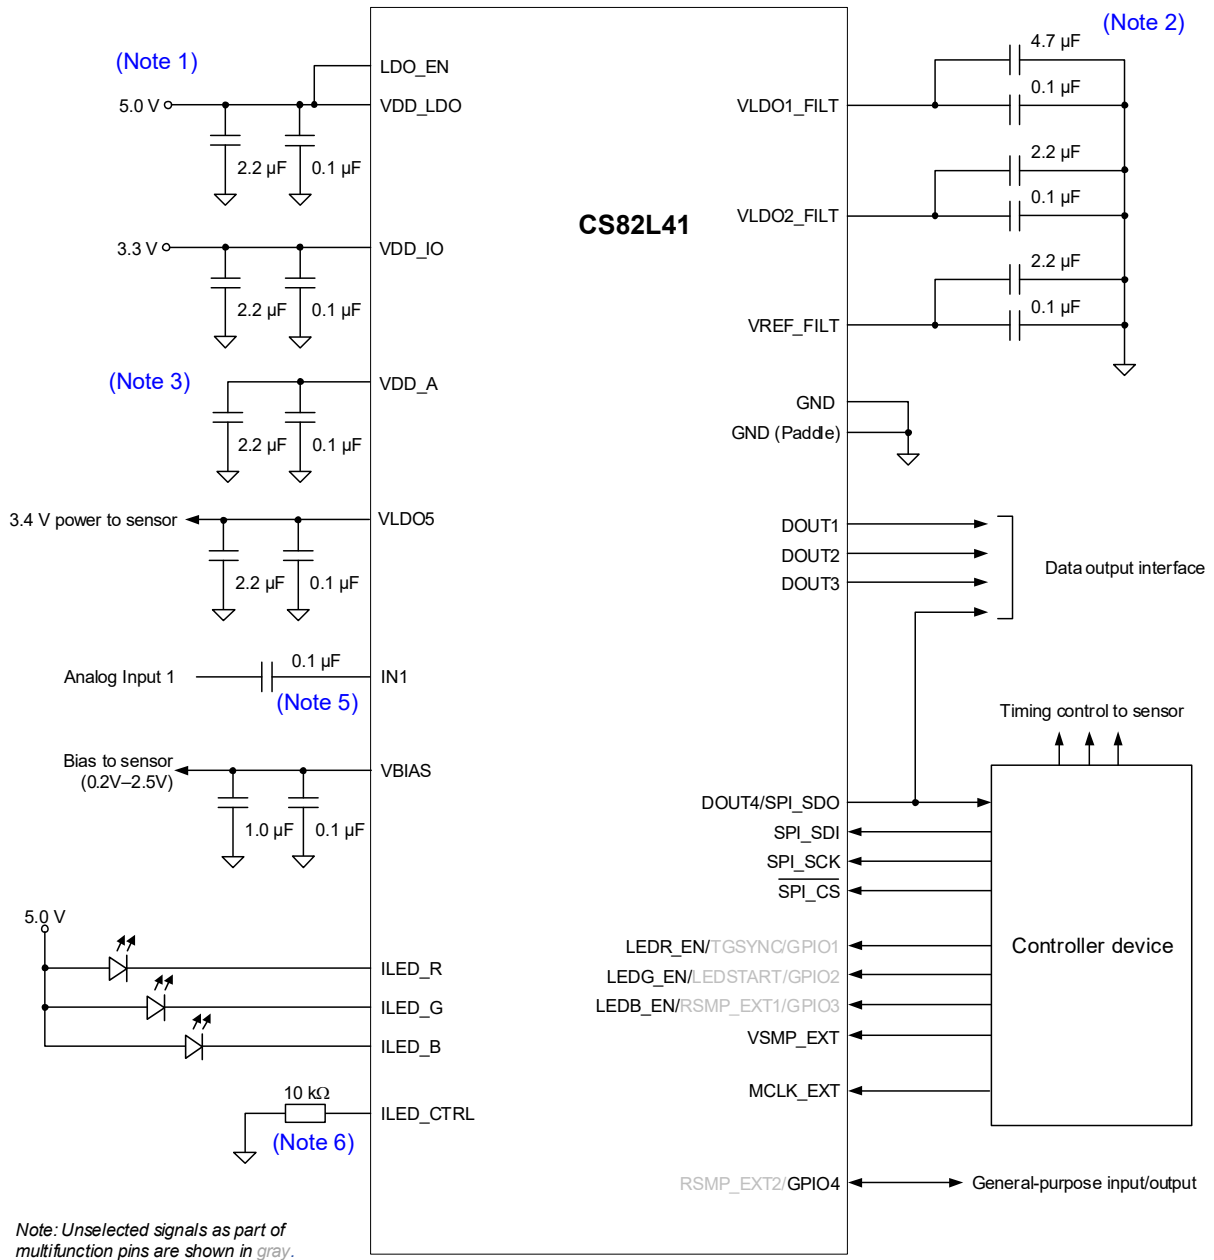 (Note 1)
5.0 V
2.2 µF
0.1 µF
LDO_EN
VDD_LDO
3.3 V
2.2 µF
0.1 µF
VDD_IO
(Note 3)
2.2 µF
0.1 µF
VDD_A
3.4 V power to sensor
2.2 µF
0.1 µF
VLDO5
Analog Input 1
0.1 µF
(Note 5)
IN1
Bias to sensor
(0.2V–2.5V)
1.0 µF
0.1 µF
VBIAS
5.0 V
ILED_R
ILED_G
ILED_B
10 kΩ
(Note 6)
ILED_CTRL
CS82L41
(Note 2)
4.7 µF
0.1 µF
VLDO1_FILT
2.2 µF
0.1 µF
VLDO2_FILT
2.2 µF
0.1 µF
VREF_FILT
GND
GND (Paddle)
DOUT1
DOUT2
DOUT3
Data output interface
Timing control to sensor
DOUT4/SPI_SDO
SPI_SDI
SPI_SCK
SPI_CS
LEDR_EN/TGSYNC/GPIO1
LEDG_EN/LEDSTART/GPIO2
LEDB_EN/RSMP_EXT1/GPIO3
VSMP_EXT
MCLK_EXT
Controller device
RSMP_EXT2/GPIO4
General-purpose input/output
Note: Unselected signals as part of
multifunction pins are shown in gray.